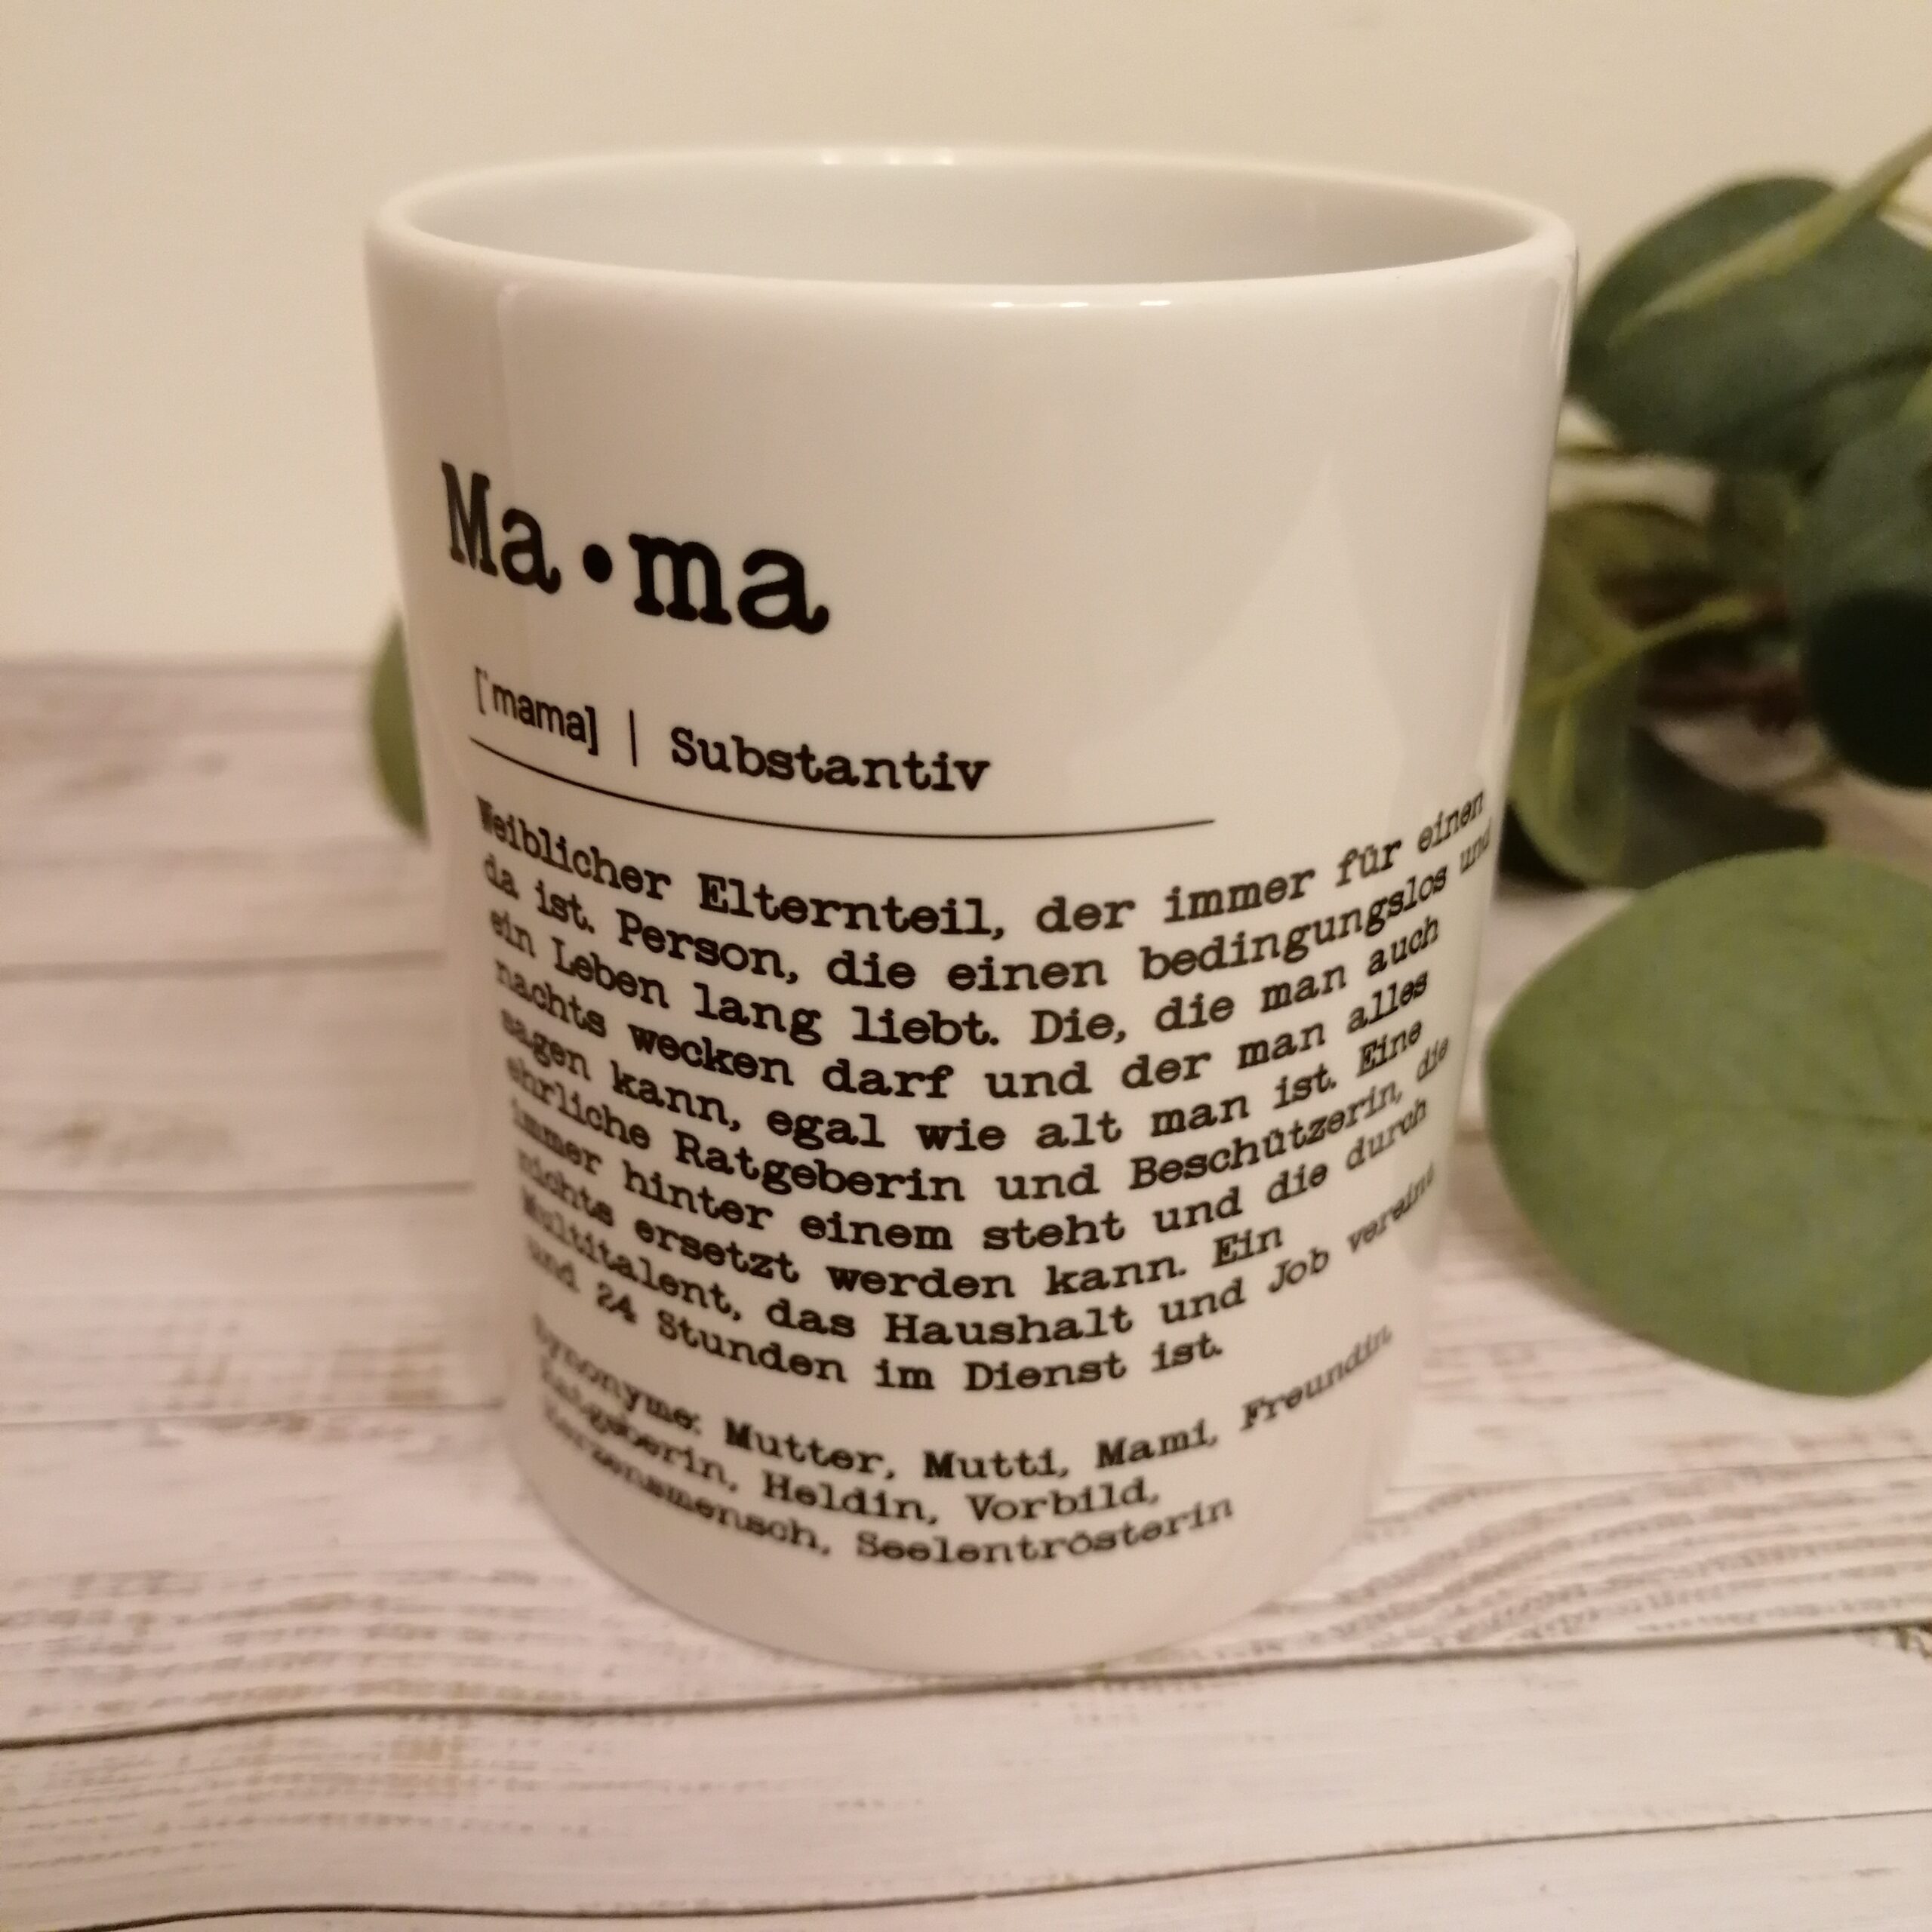 Ma•ma
['mama] | Substantiv
Weiblicher Elternteil, der immer für einen
da ist. Person, die einen bedingungslos und
ein Leben lang liebt. Die, die man auch
nachts wecken darf und der man alles
sagen kann, egal wie alt man ist. Eine
ehrliche Ratgeberin und Beschützerin, die
immer hinter einem steht und die durch
nichts ersetzt werden kann. Ein
Multitalent, das Haushalt und Job vereint
und 24 Stunden im Dienst ist.
Synonyme: Mutter, Mutti, Mami, Freundin
Ratgeberin, Heldin, Vorbild,
Herzensmensch, Seelentrösterin